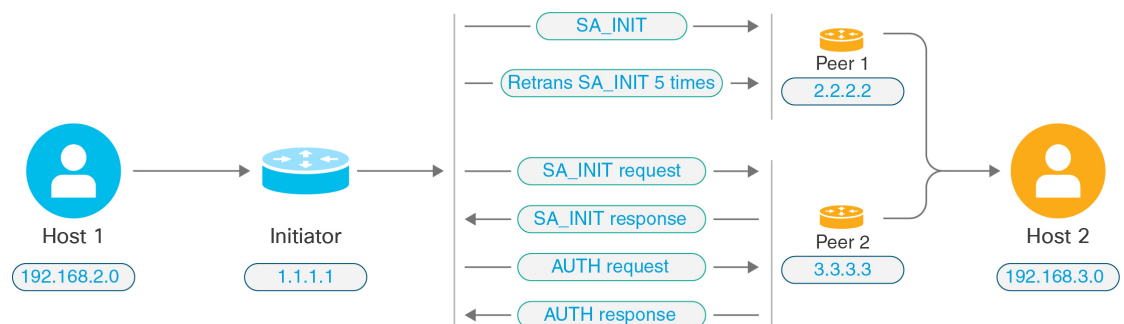 SA_INIT
Retrans SA_INIT 5 times
Peer 1
2.2.2.2
Host 1
192.168.2.0
Initiator
1.1.1.1
SA_INIT request
SA_INIT response
AUTH request
AUTH response
Peer 2
3.3.3.3
Host 2
192.168.3.0